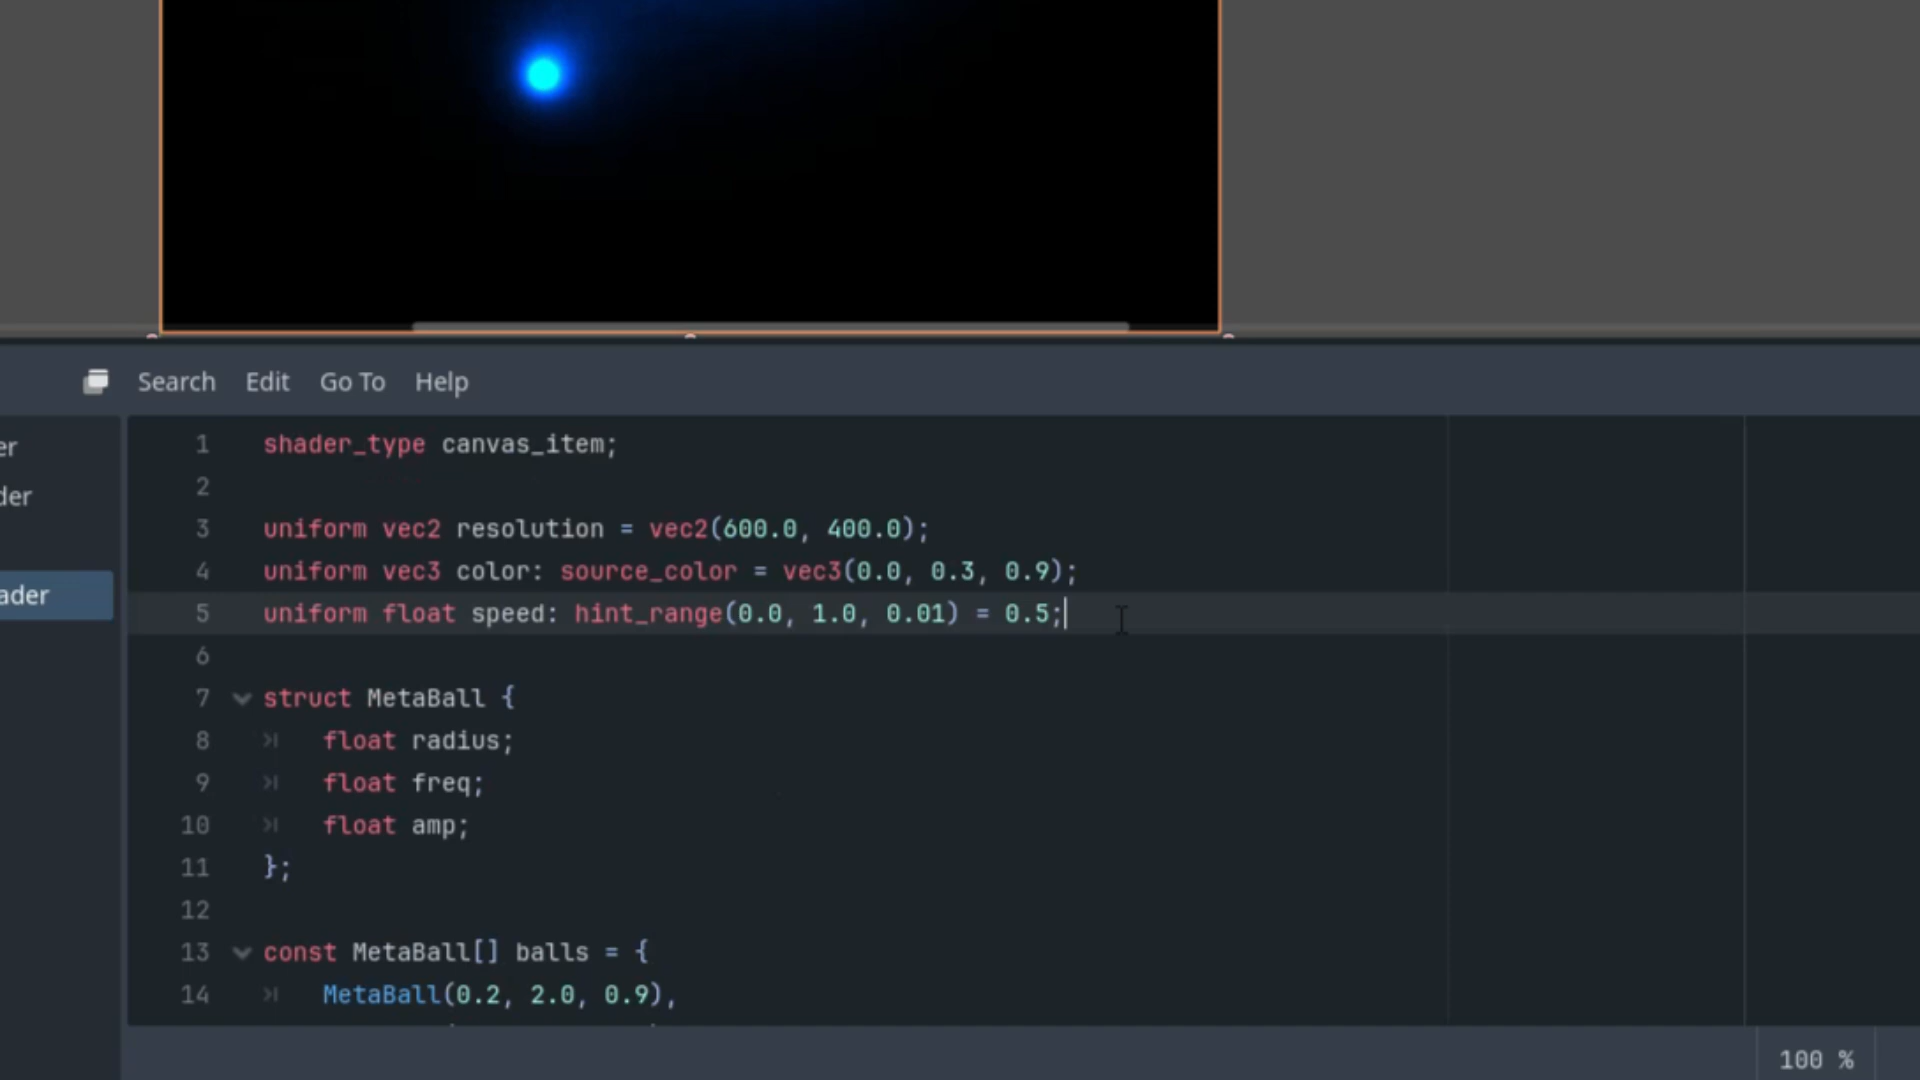 Search Edit Go To Help
er
der
ader
1 shader_type canvas_item;
2
3 uniform vec2 resolution = vec2(600.0, 400.0);
4 uniform vec3 color: source_color = vec3(0.0, 0.3, 0.9);
5 uniform float speed: hint_range(0.0, 1.0, 0.01) = 0.5;
6
7 struct MetaBall {
8 float radius;
9 float freq;
10 float amp;
11 };
12
13 const MetaBall[] balls = {
14 MetaBall(0.2, 2.0, 0.9),
100 %